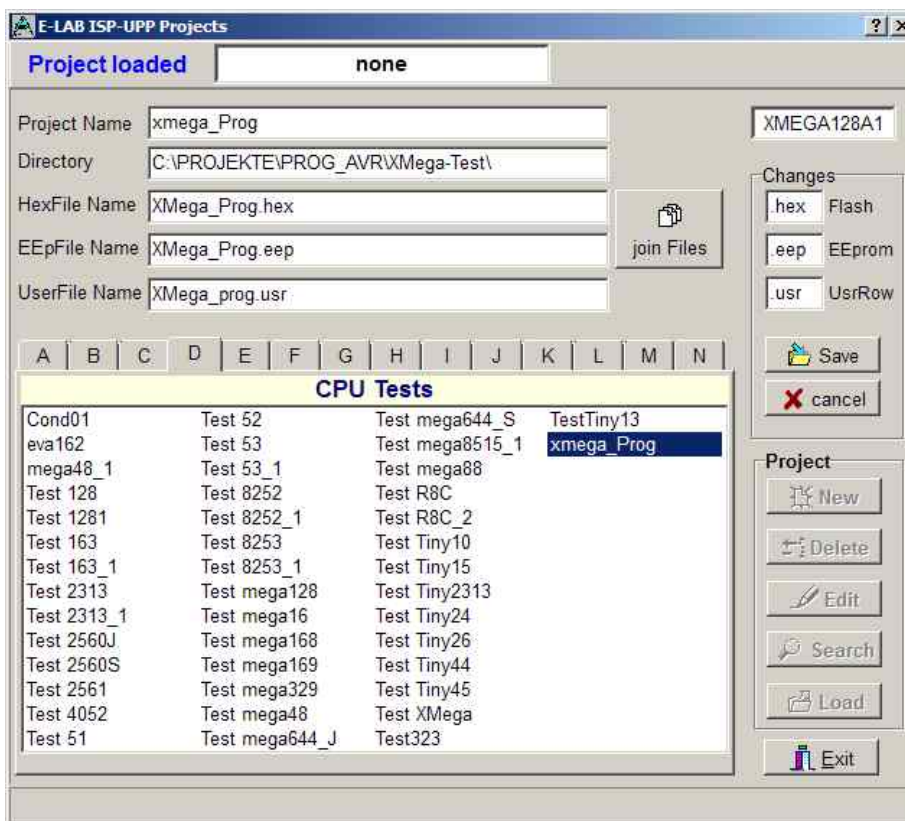 E-LAB ISP-UPP Projects
Project loaded none
Project Name xmega_Prog XMEGA128A1
Directory C:\PROJEKTE\PROG_AVR\XMega-Test\
Changes
HexFile Name XMega_Prog.hex .hex Flash
EEpFile Name XMega_Prog.eep join Files .eep EEprom
UserFile Name XMega_prog.usr .usr UsrRow
A B C D E F G H I J K L M N
Save
cancel
CPU Tests
Cond01 Test 52 Test mega644_S TestTiny13
eva162 Test 53 Test mega8515_1 xmega_Prog
mega48_1 Test 53_1 Test mega88
Test 128 Test 8252 Test R8C
Test 1281 Test 8252_1 Test R8C_2
Test 163 Test 8253 Test Tiny10
Test 163_1 Test 8253_1 Test Tiny15
Test 2313 Test mega128 Test Tiny2313
Test 2313_1 Test mega16 Test Tiny24
Test 2560J Test mega168 Test Tiny26
Test 2560S Test mega169 Test Tiny44
Test 2561 Test mega329 Test Tiny45
Test 4052 Test mega48 Test XMega
Test 51 Test mega644_J Test323
Project
New
Delete
Edit
Search
Load
Exit